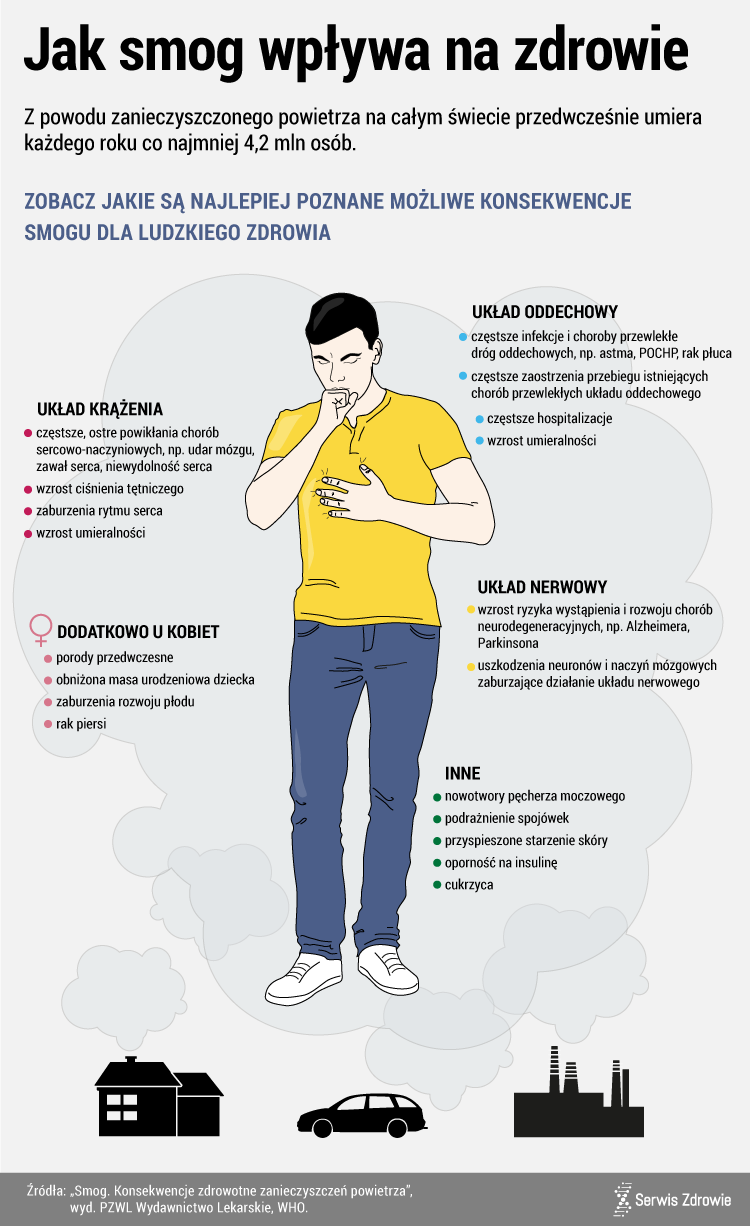 Jak smog wpływa na zdrowie
Z powodu zanieczyszczonego powietrza na całym świecie przedwcześnie umiera
każdego roku co najmniej 4,2 mln osób.
ZOBACZ JAKIE SĄ NAJLEPIEJ POZNANE MOŻLIWE KONSEKWENCJE
SMOGU DLA LUDZKIEGO ZDROWIA
UKŁAD ODDECHOWY
częstsze infekcje i choroby przewlekłe
dróg oddechowych, np. astma, POCHP, rak płuca
częstsze zaostrzenia przebiegu istniejących
chorób przewlekłych układu oddechowego
częstsze hospitalizacje
wzrost umieralności
UKŁAD KRĄŻENIA
częstsze, ostre powikłania chorób
sercowo-naczyniowych, np. udar mózgu,
zawał serca, niewydolność serca
wzrost ciśnienia tętniczego
zaburzenia rytmu serca
wzrost umieralności
UKŁAD NERWOWY
wzrost ryzyka wystąpienia i rozwoju chorób
neurodegeneracyjnych, np. Alzheimera,
Parkinsona
uszkodzenia neuronów i naczyń mózgowych
zaburzające działanie układu nerwowego
DODATKOWO U KOBIET
porody przedwczesne
obniżona masa urodzeniowa dziecka
zaburzenia rozwoju płodu
rak piersi
INNE
nowotwory pęcherza moczowego
podrażnienie spojówek
przyspieszone starzenie skóry
oporność na insulinę
cukrzyca
Źródła: „Smog. Konsekwencje zdrowotne zanieczyszczeń powietrza”,
wyd. PZWL Wydawnictwo Lekarskie, WHO.
Serwis Zdrowie